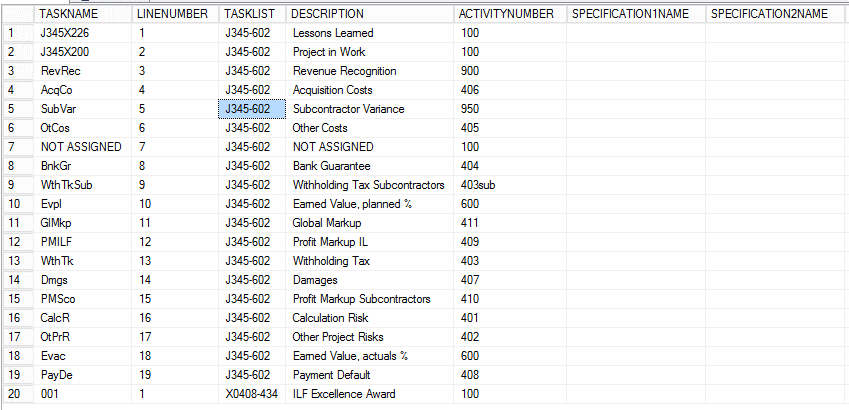 TASKNAME LINENUMBER TASKLIST DESCRIPTION ACTIVITYNUMBER SPECIFICATION1NAME SPECIFICATION2NAME
1 J345X226 1 J345-602 Lessons Learned 100
2 J345X200 2 J345-602 Project in Work 100
3 RevRec 3 J345-602 Revenue Recognition 900
4 AcqCo 4 J345-602 Acquisition Costs 406
5 SubVar 5 J345-602 Subcontractor Variance 950
6 OtCos 6 J345-602 Other Costs 405
7 NOT ASSIGNED 7 J345-602 NOT ASSIGNED 100
8 BnkGr 8 J345-602 Bank Guarantee 404
9 WthTkSub 9 J345-602 Withholding Tax Subcontractors 403sub
10 Evpl 10 J345-602 Earned Value, planned % 600
11 GlMkp 11 J345-602 Global Markup 411
12 PMILF 12 J345-602 Profit Markup IL 409
13 WthTk 13 J345-602 Withholding Tax 403
14 Dmgs 14 J345-602 Damages 407
15 PMSco 15 J345-602 Profit Markup Subcontractors 410
16 CalcR 16 J345-602 Calculation Risk 401
17 OtPrR 17 J345-602 Other Project Risks 402
18 Evac 18 J345-602 Earned Value, actuals % 600
19 PayDe 19 J345-602 Payment Default 408
20 001 1 X0408-434 ILF Excellence Award 100